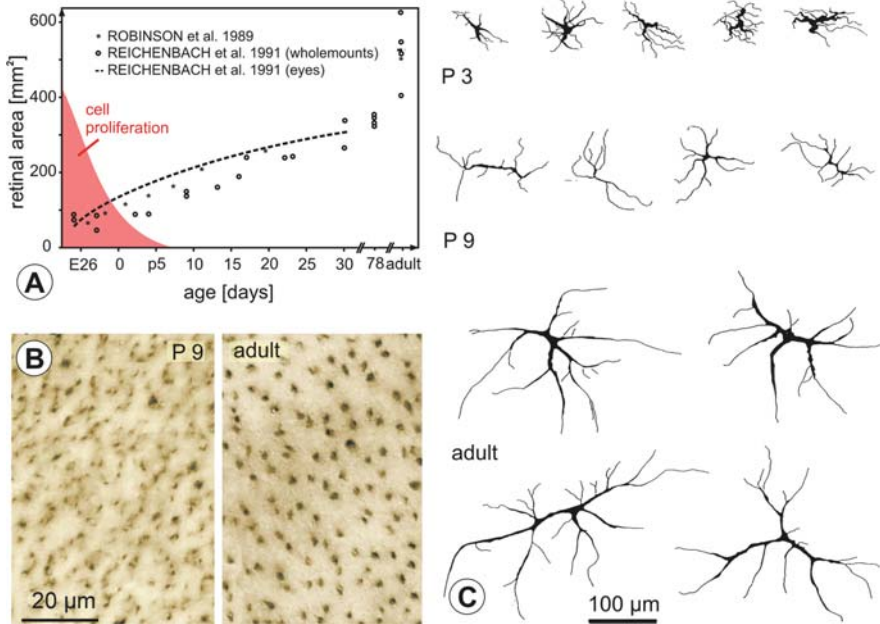 600
400
200
0
retinal area [mm²]
ROBINSON et al. 1989
REICHENBACH et al. 1991 (wholemounts)
REICHENBACH et al. 1991 (eyes)
cell
proliferation
E26 0 p5 10 15 20 25 30 78 adult
age [days]
A
B
P 9
adult
20 µm
P 3
P 9
adult
C
100 µm